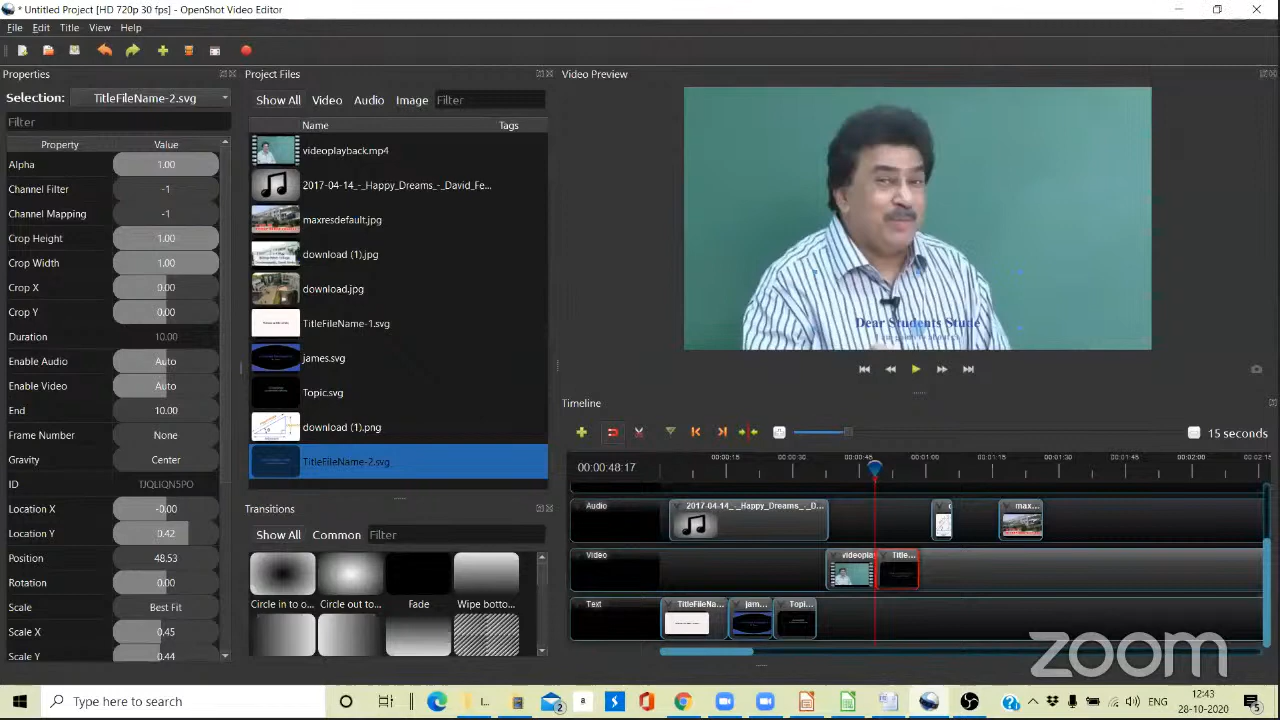 * Untitled Project [HD 720p 30 fps] - OpenShot Video Editor
File Edit Title View Help
Properties
Selection: TitleFileName-2.svg
Filter
Property Value
Alpha 1.00
Channel Filter -1
Channel Mapping -1
Height 1.00
Width 1.00
Crop X 0.00
Crop Y 0.00
Duration 10.00
Enable Audio Auto
Enable Video Auto
End 10.00
Number None
Gravity Center
ID TJQLIQN5PO
Location X -0.00
Location Y 0.42
Position 48.53
Rotation 0.00
Scale Best Fit
Scale X 0.45
Scale Y 0.44
Project Files
Show All Video Audio Image Filter
Name Tags
videoplayback.mp4
2017-04-14_-_Happy_Dreams_-_David_Fe...
maxresdefault.jpg
download (1).jpg
download.jpg
TitleFileName-1.svg
james.svg
Topic.svg
download (1).png
TitleFileName-2.svg
Transitions
Show All Common Filter
Circle in to o...
Circle out to...
Fade
Wipe botto...
Video Preview
Dear Students Stude
Timeline
15 seconds
00:00:48:17
00:00:15 00:00:30 00:00:45 00:01:00 00:01:15 00:01:30 00:01:45 00:02:00 00:02:15
Audio 2017-04-14_-_Happy_Dreams_-_D... max...
Video videopla Title...
Text TitleFileNa... jam... Topi...
zoom
Type here to search
2
ENG
12:43
28-10-2020
5